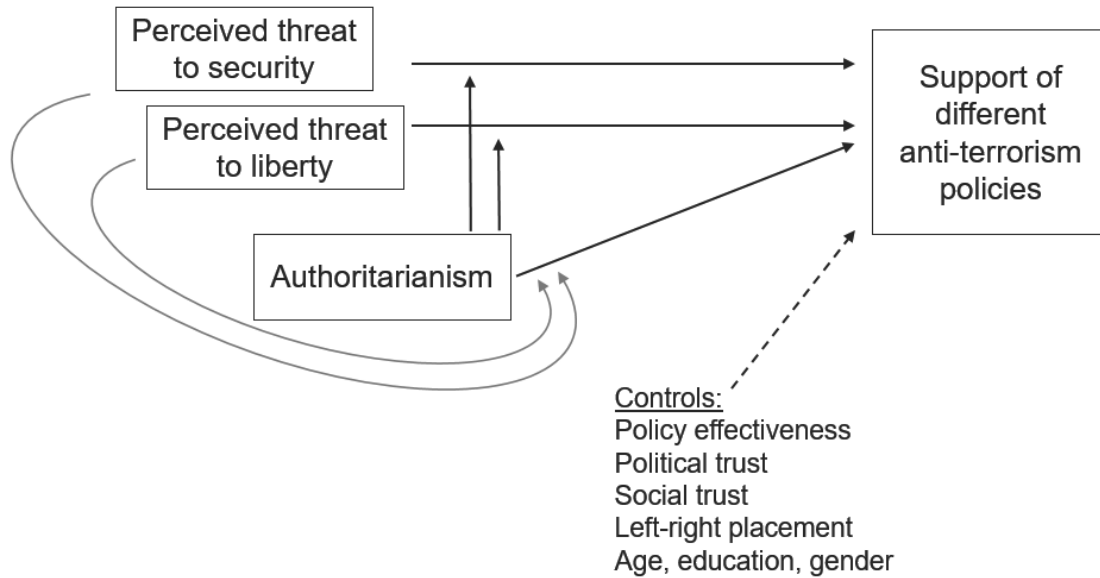 Perceived threat
to security
Perceived threat
to liberty
Authoritarianism
Support of
different
anti-terrorism
policies
Controls:
Policy effectiveness
Political trust
Social trust
Left-right placement
Age, education, gender